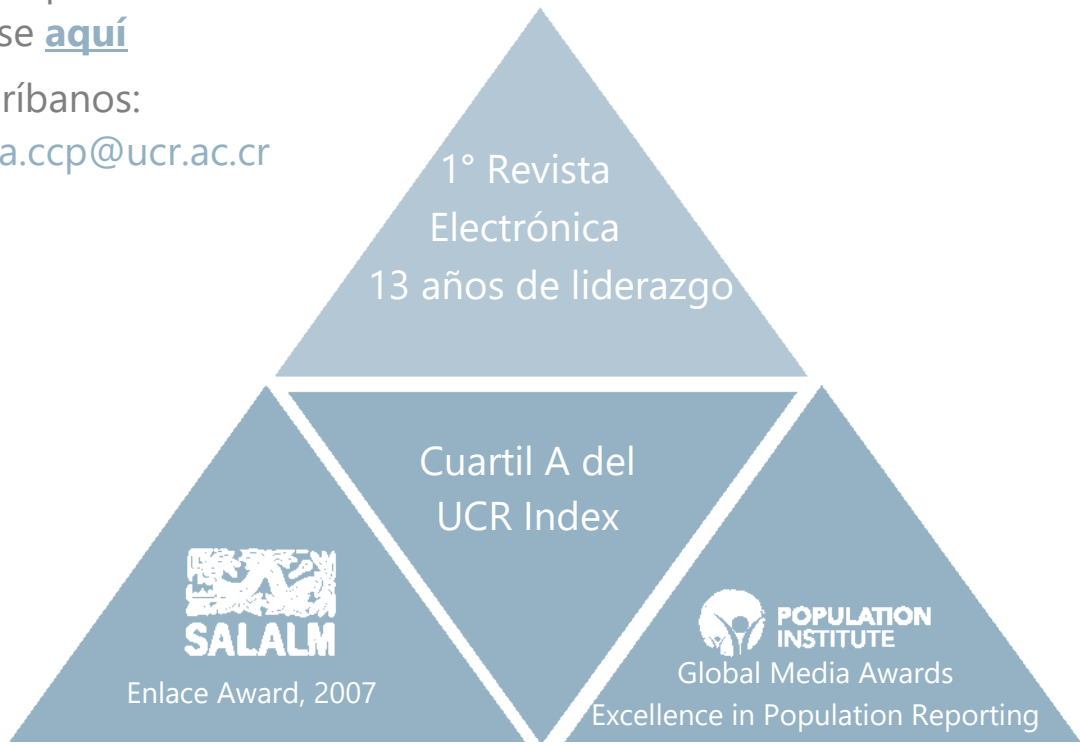 se aquí
ríbanos:
a.ccp@ucr.ac.cr
1° Revista
Electrónica
13 años de liderazgo
Cuartil A del
UCR Index
SALALM
Enlace Award, 2007
POPULATION
INSTITUTE
Global Media Awards
Excellence in Population Reporting